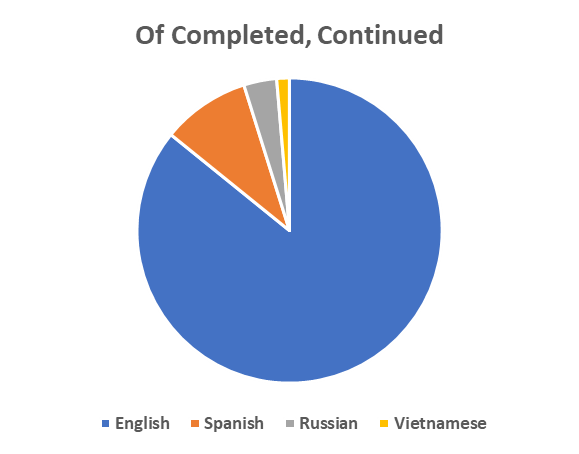 Of Completed, Continued
English Spanish Russian Vietnamese